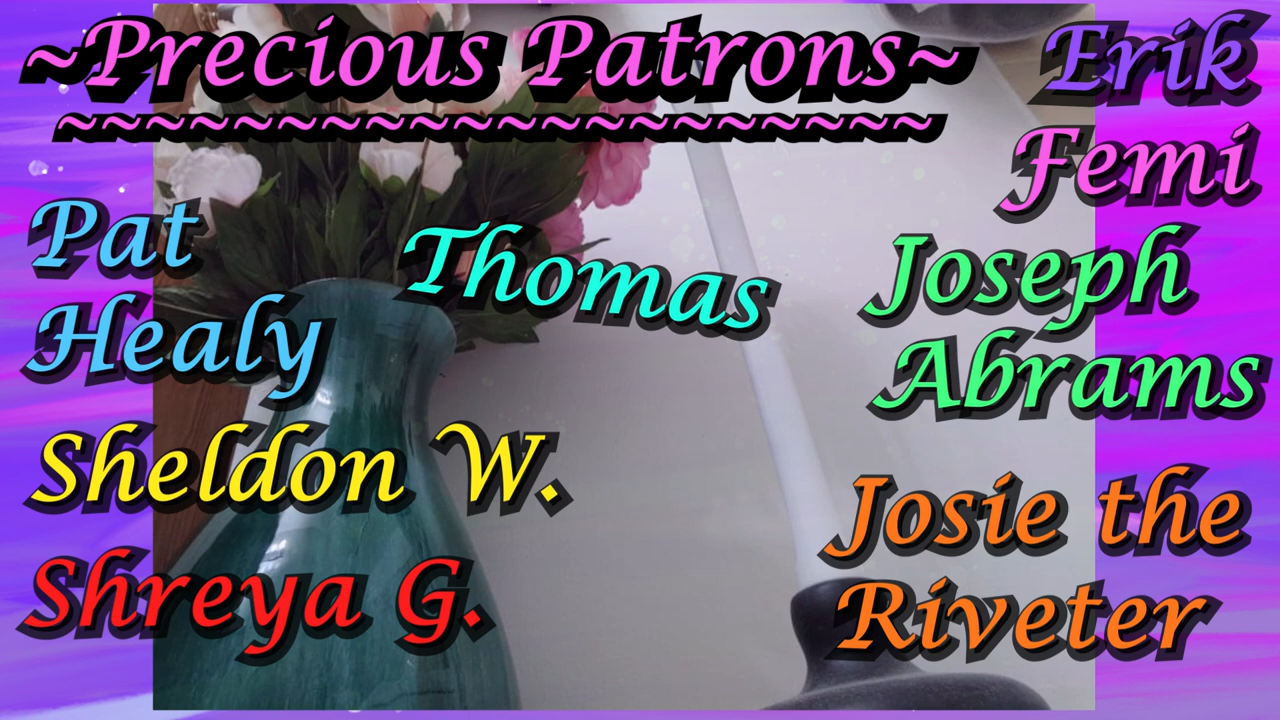 ~Precious Patrons~
~~~~~~~~~~~~~~~~~~~~~
Pat
Healy
Sheldon W.
Shreya G.
Thomas
Erik
Femi
Joseph
Abrams
Josie the
Riveter